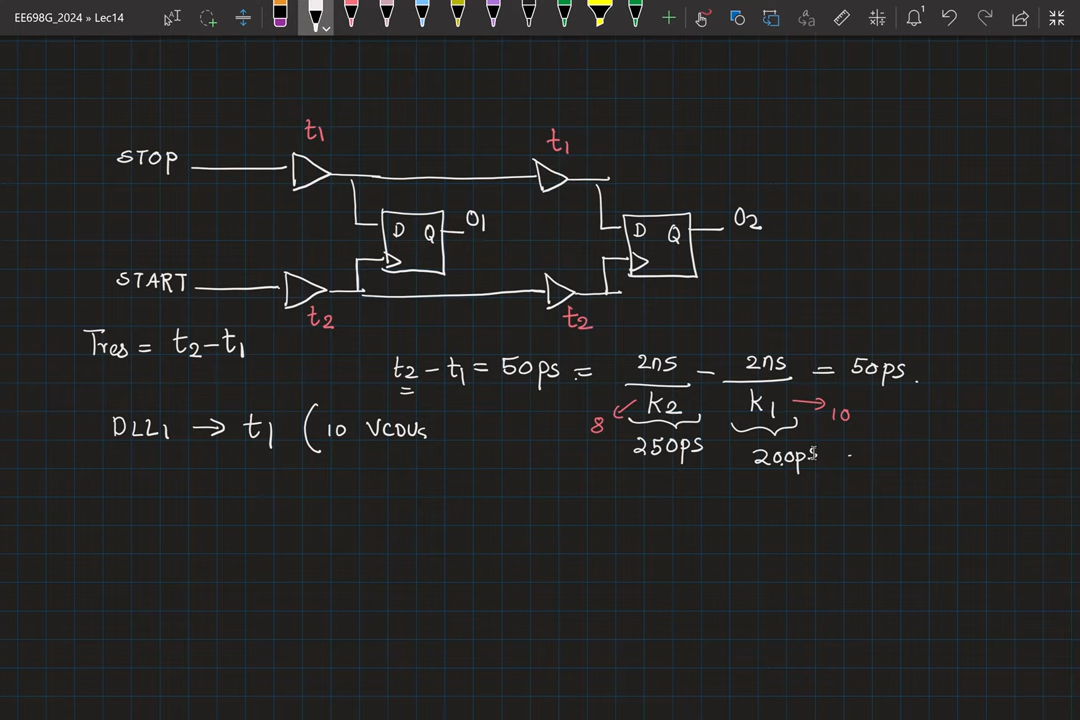 EE698G_2024 » Lec14
t1 t1
STOP
D Q O1
D Q O2
START
t2 t2
Tres = t2-t1
t2 - t1 = 50ps = 2ns/K2 - 2ns/K1 = 50ps.
8 10
250ps 200ps
DLL1 → t1 (10 VCDUs